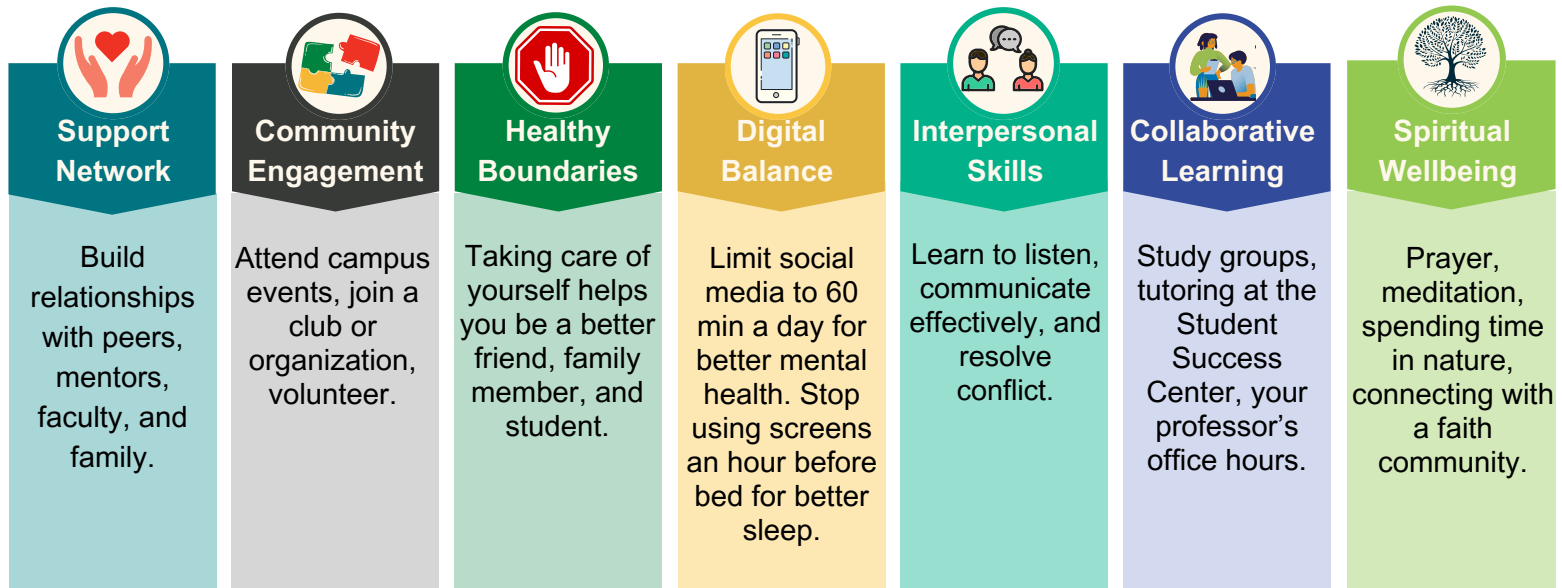 Support
Network
Build
relationships
with peers,
mentors,
faculty, and
family.
Community
Engagement
Attend campus
events, join a
club or
organization,
volunteer.
Healthy
Boundaries
Taking care of
yourself helps
you be a better
friend, family
member, and
student.
Digital
Balance
Limit social
media to 60
min a day for
better mental
health. Stop
using screens
an hour before
bed for better
sleep.
Interpersonal
Skills
Learn to listen,
communicate
effectively, and
resolve
conflict.
Collaborative
Learning
Study groups,
tutoring at the
Student
Success
Center, your
professor’s
office hours.
Spiritual
Wellbeing
Prayer,
meditation,
spending time
in nature,
connecting with
a faith
community.